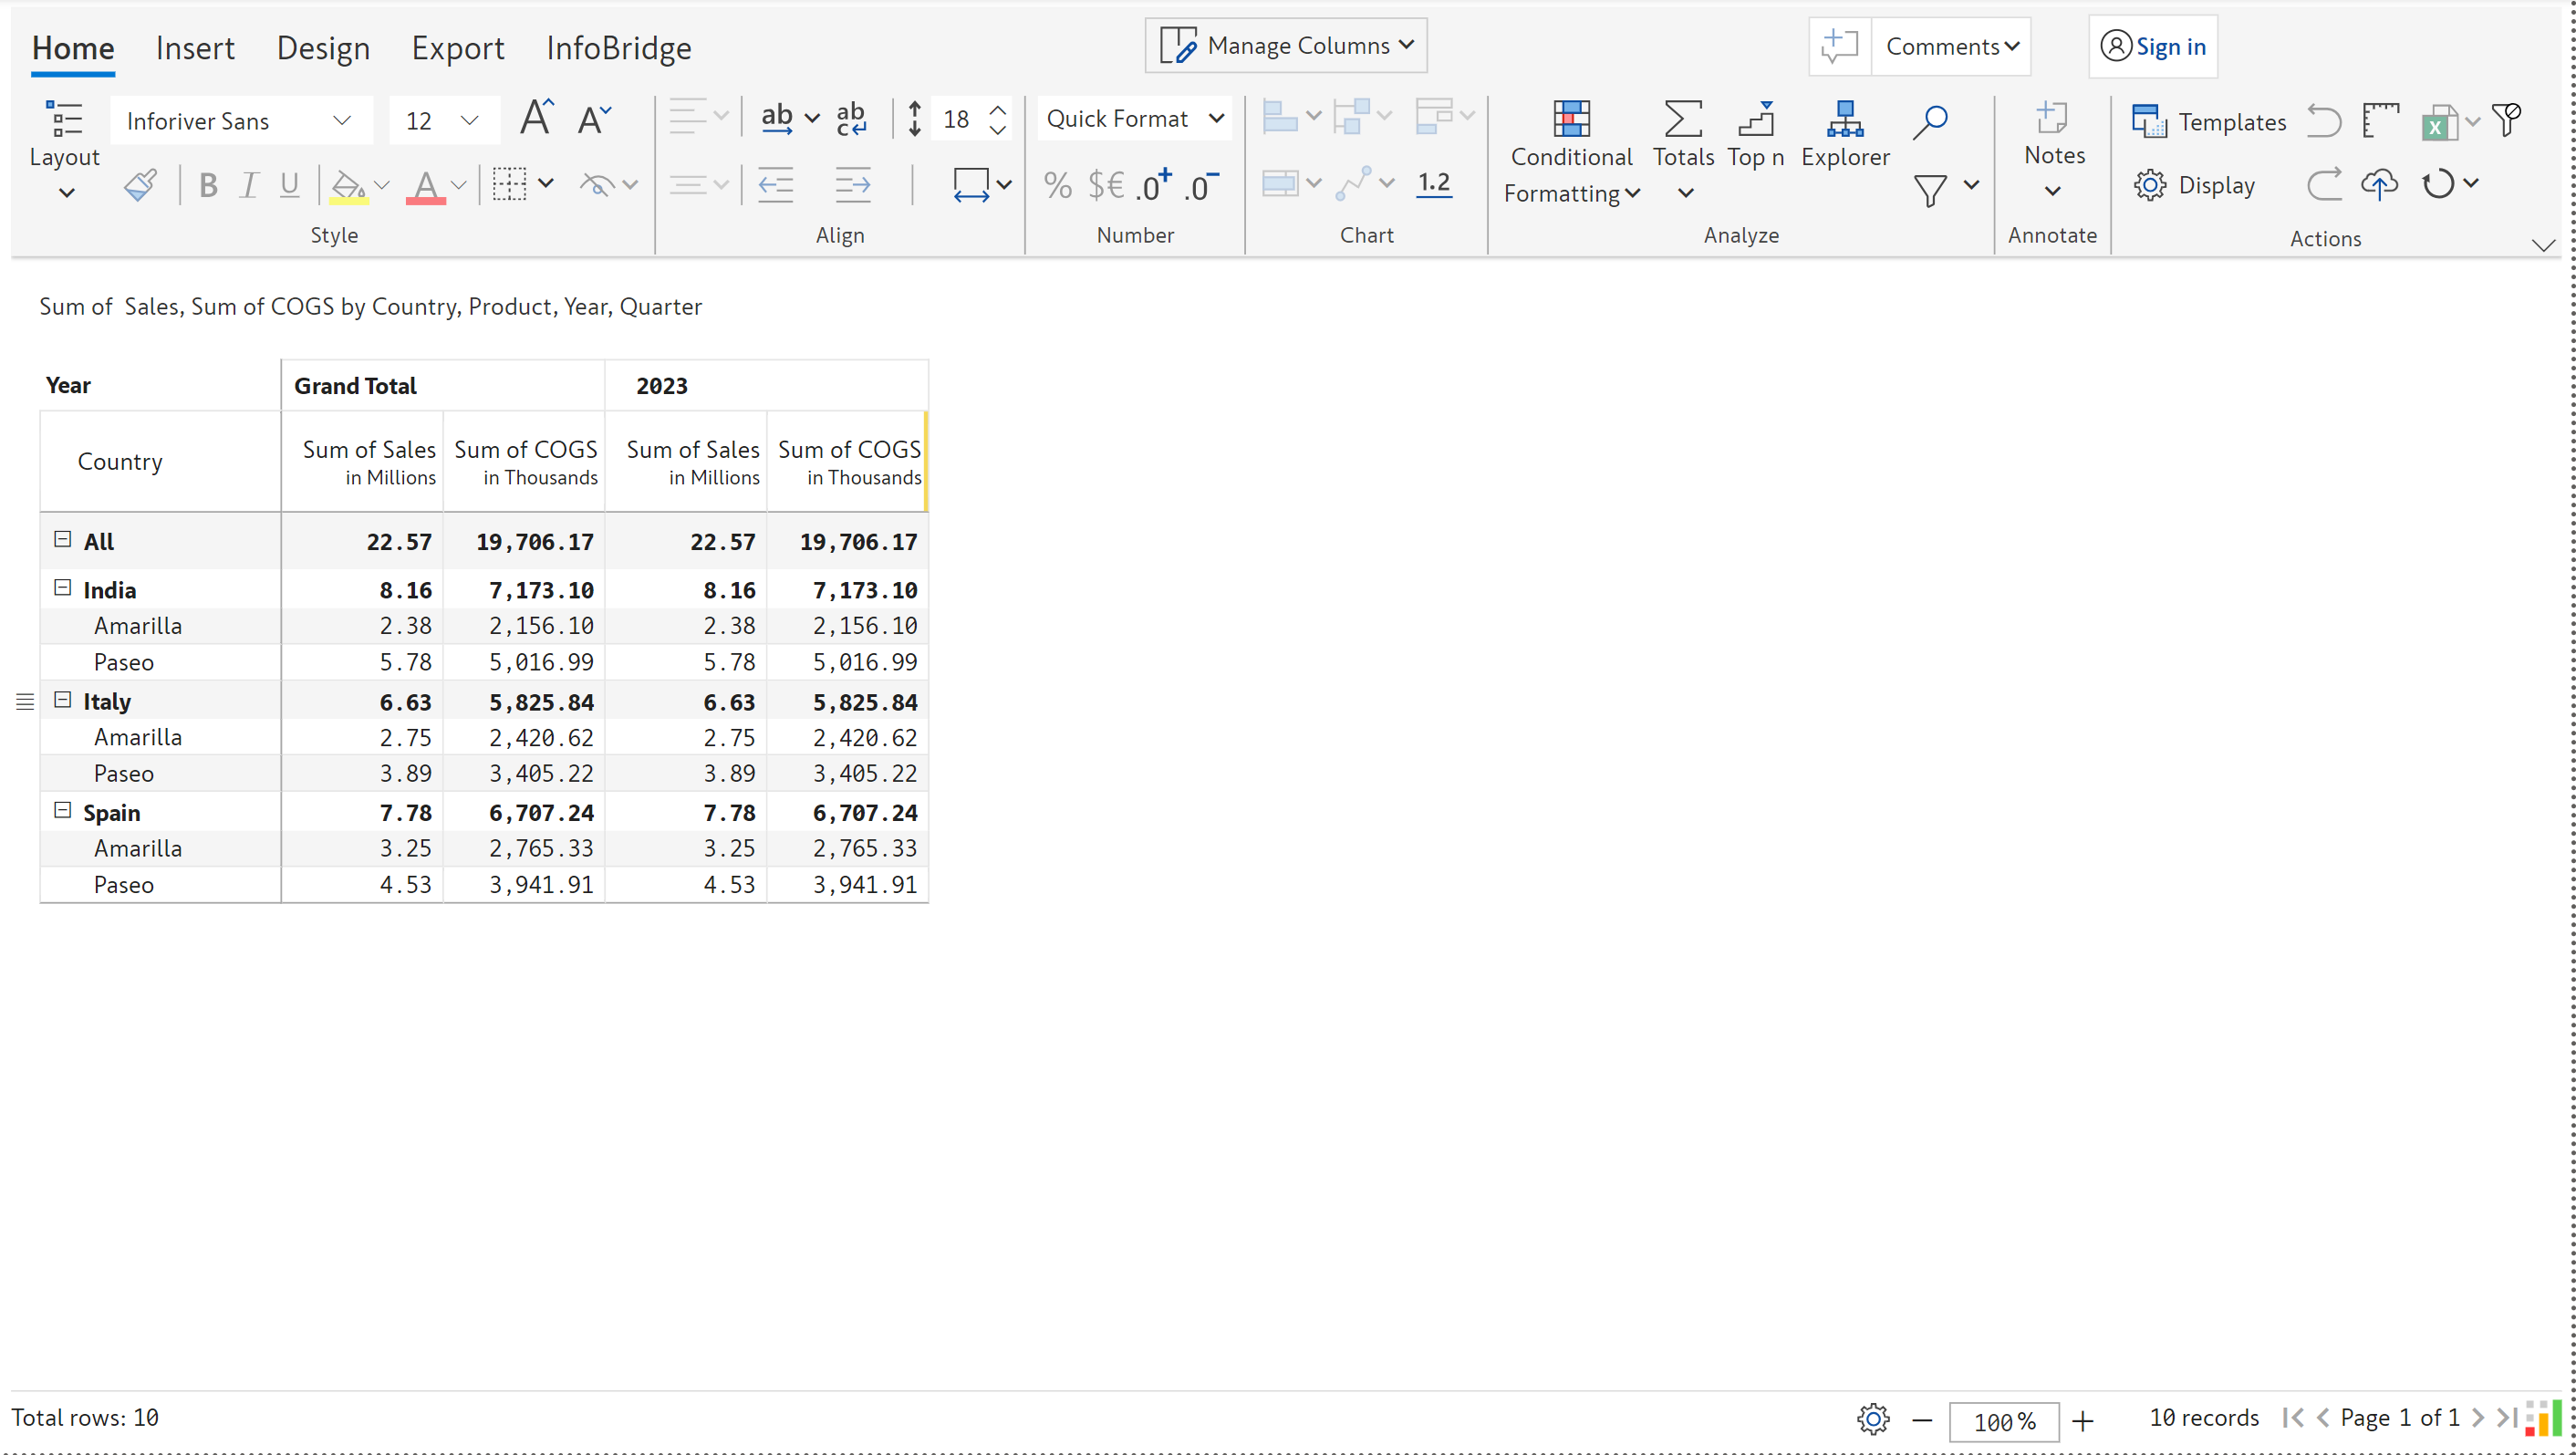 Home Insert Design Export InfoBridge Manage Columns Comments Sign in
Layout Inforiver Sans 12 A A ab ab c 18 Quick Format Conditional Formatting Totals Top n Explorer Notes Templates
B I U A % $€ .0+ .0- 1.2 Display
Style Align Number Chart Analyze Annotate Actions
Sum of  Sales, Sum of COGS by Country, Product, Year, Quarter
Year Grand Total 2023
Country Sum of Sales in Millions Sum of COGS in Thousands Sum of Sales in Millions Sum of COGS in Thousands
All 22.57 19,706.17 22.57 19,706.17
India 8.16 7,173.10 8.16 7,173.10
Amarilla 2.38 2,156.10 2.38 2,156.10
Paseo 5.78 5,016.99 5.78 5,016.99
Italy 6.63 5,825.84 6.63 5,825.84
Amarilla 2.75 2,420.62 2.75 2,420.62
Paseo 3.89 3,405.22 3.89 3,405.22
Spain 7.78 6,707.24 7.78 6,707.24
Amarilla 3.25 2,765.33 3.25 2,765.33
Paseo 4.53 3,941.91 4.53 3,941.91
Total rows: 10 100 % 10 records Page 1 of 1